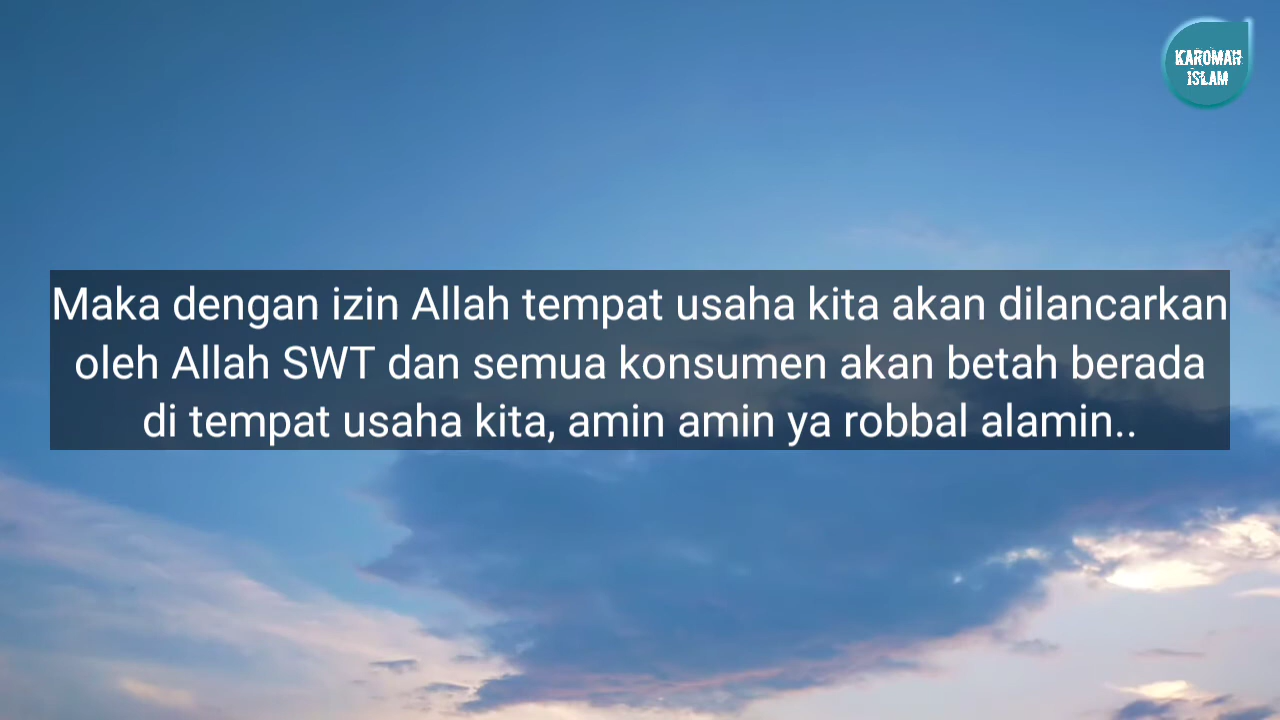 KAROMAH
ISLAM
Maka dengan izin Allah tempat usaha kita akan dilancarkan
oleh Allah SWT dan semua konsumen akan betah berada
di tempat usaha kita, amin amin ya robbal alamin..